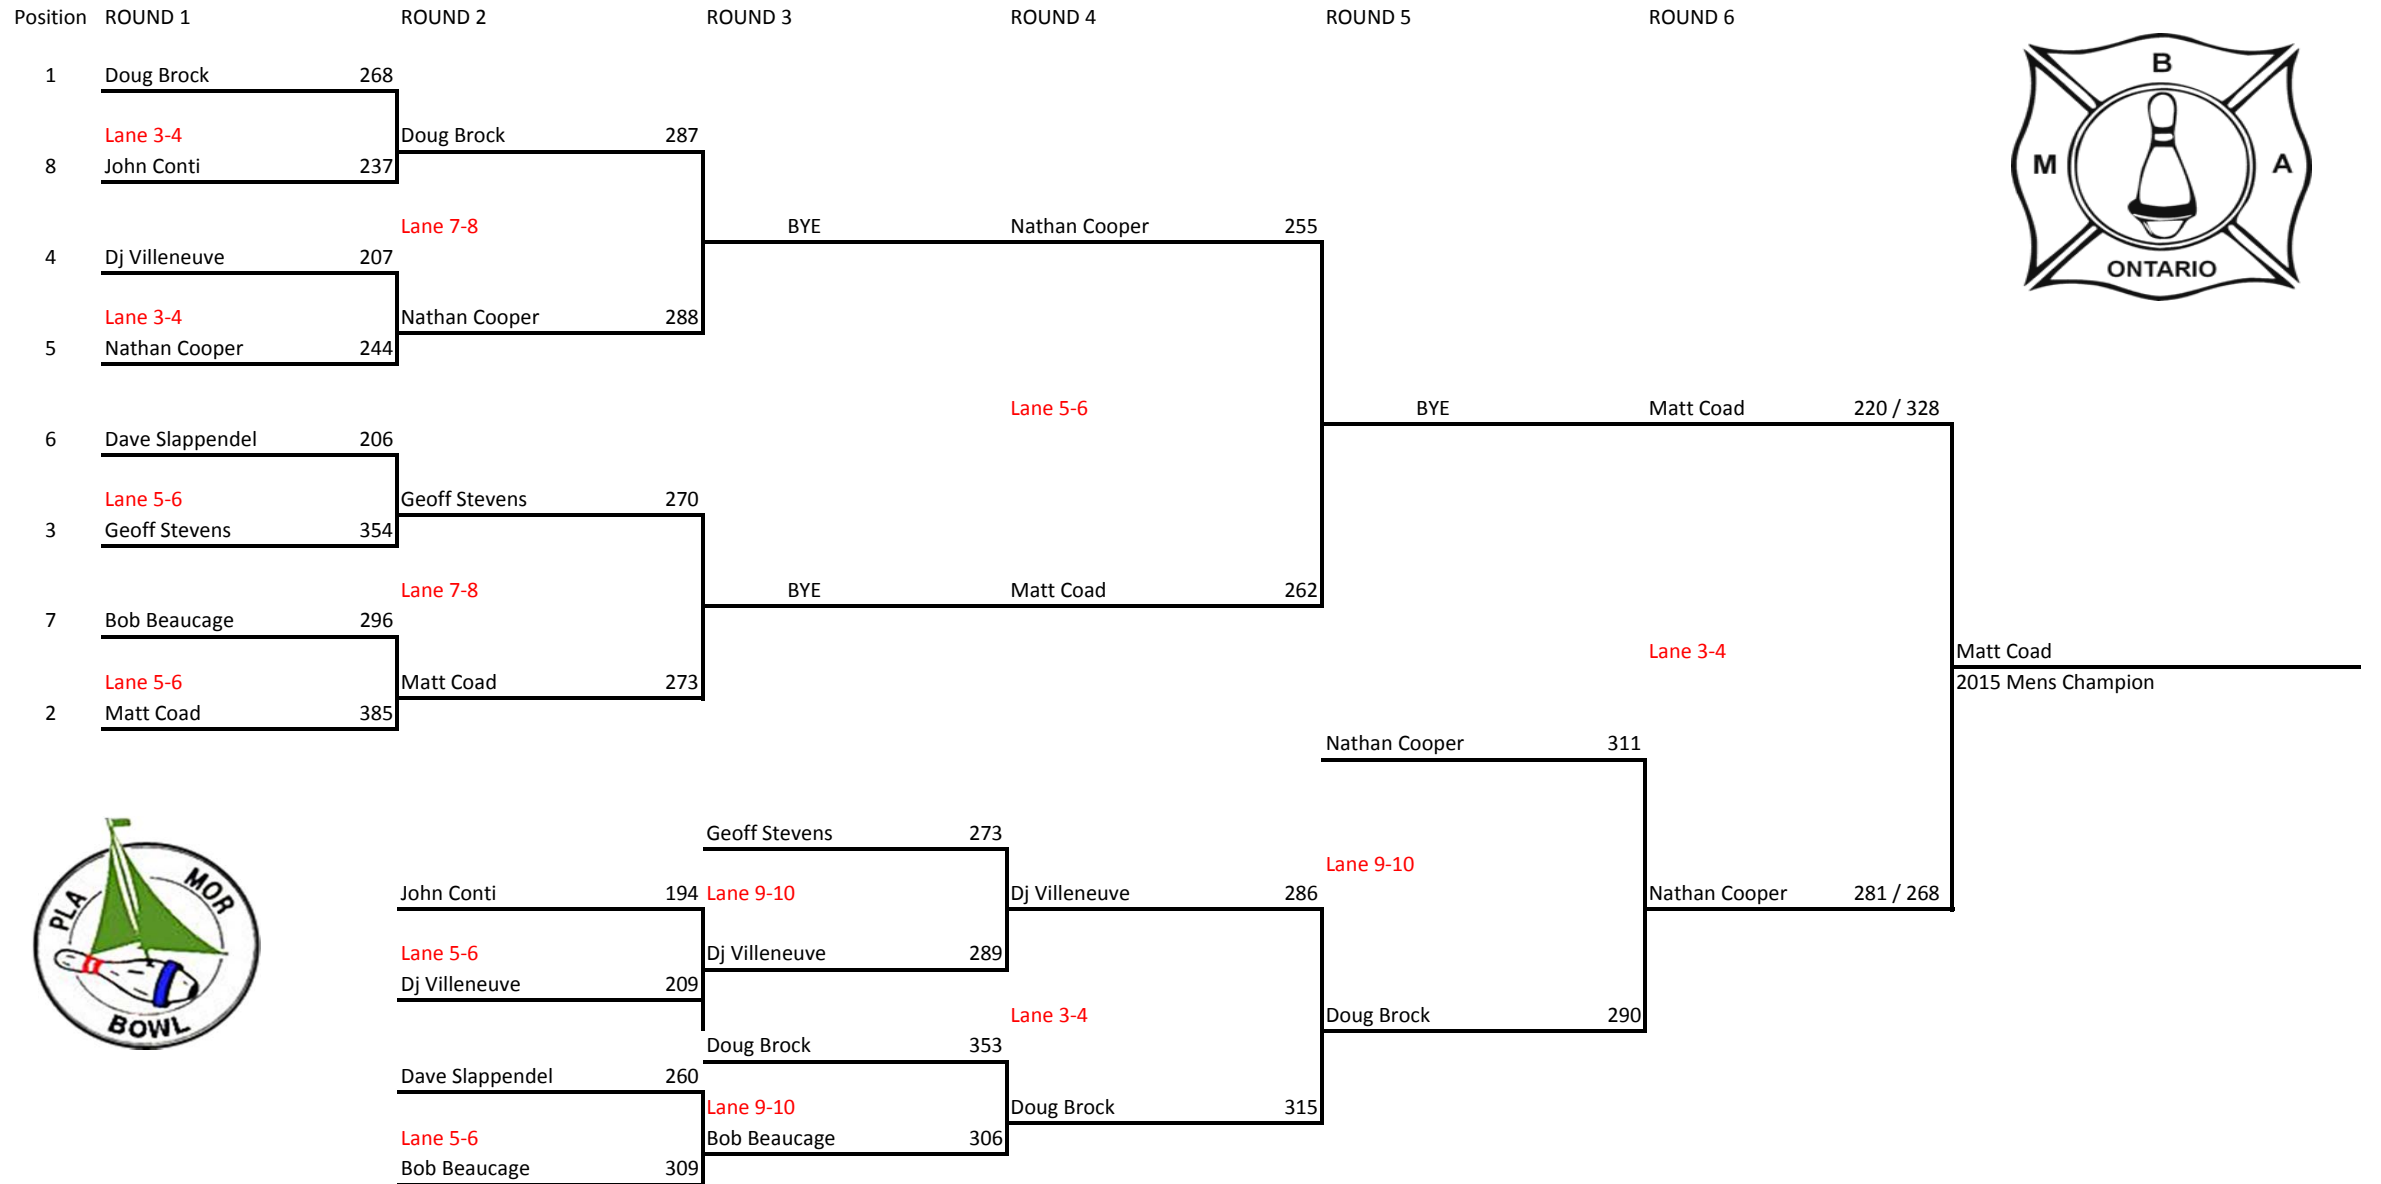 Position ROUND 1 ROUND 2 ROUND 3 ROUND 4 ROUND 5 ROUND 6
B
1 Doug Brock 268
Lane 3-4 Doug Brock 287
8 John Conti 237
M A
Lane 7-8 BYE Nathan Cooper 255
4 Dj Villeneuve 207
ONTARIO
Lane 3-4 Nathan Cooper 288
5 Nathan Cooper 244
Lane 5-6 BYE Matt Coad 220 / 328
6 Dave Slappendel 206
Lane 5-6 Geoff Stevens 270
3 Geoff Stevens 354
Lane 7-8 BYE Matt Coad 262
7 Bob Beaucage 296
Lane 3-4 Matt Coad
Lane 5-6 Matt Coad 273 2015 Mens Champion
2 Matt Coad 385
Nathan Cooper 311
Geoff Stevens 273
Lane 9-10
PLA MOR
John Conti 194 Lane 9-10 Dj Villeneuve 286 Nathan Cooper 281 / 268
Lane 5-6 Dj Villeneuve 289
Dj Villeneuve 209
BOWL
Lane 3-4 Doug Brock 290
Doug Brock 353
Dave Slappendel 260
Lane 9-10 Doug Brock 315
Lane 5-6 Bob Beaucage 306
Bob Beaucage 309